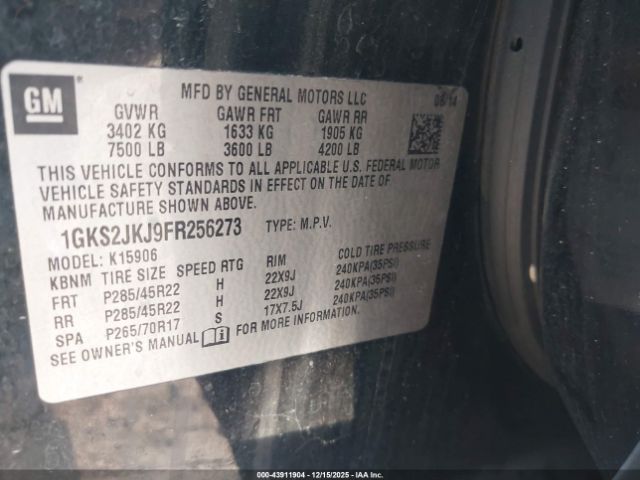 GM
®
MFD BY GENERAL MOTORS LLC
06/14
GVWR GAWR FRT GAWR RR
3402 KG 1633 KG 1905 KG
7500 LB 3600 LB 4200 LB
THIS VEHICLE CONFORMS TO ALL APPLICABLE U.S. FEDERAL MOTOR
VEHICLE SAFETY STANDARDS IN EFFECT ON THE DATE OF
MANUFACTURE SHOWN ABOVE.
1GKS2JKJ9FR256273 TYPE: M.P.V.
MODEL: K15906
KBNM TIRE SIZE SPEED RTG RIM COLD TIRE PRESSURE
FRT P285/45R22 H 22X9J 240KPA(35PSI)
RR P285/45R22 H 22X9J 240KPA(35PSI)
SPA P265/70R17 S 17X7.5J 240KPA(35PSI)
SEE OWNER'S MANUAL FOR MORE INFORMATION.
000-43911904 - 12/15/2025 - IAA Inc.